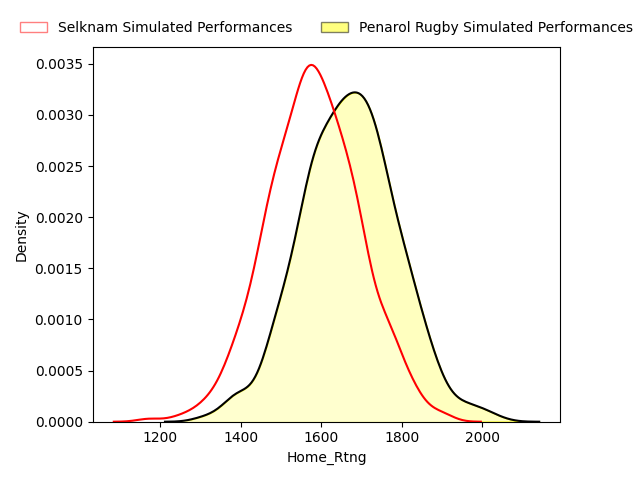 Selknam Simulated Performances Penarol Rugby Simulated Performances
0.0035
0.0030
0.0025
0.0020
0.0015
0.0010
0.0005
0.0000
Density
1200 1400 1600 1800 2000
Home_Rtng